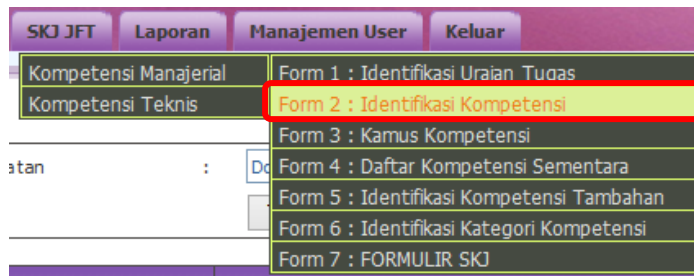 SKJ JFT Laporan Manajemen User Keluar
Kompetensi Manajerial Form 1 : Identifikasi Uraian Tugas
Kompetensi Teknis Form 2 : Identifikasi Kompetensi
Form 3 : Kamus Kompetensi
atan : Do Form 4 : Daftar Kompetensi Sementara
Form 5 : Identifikasi Kompetensi Tambahan
Form 6 : Identifikasi Kategori Kompetensi
Form 7 : FORMULIR SKJ